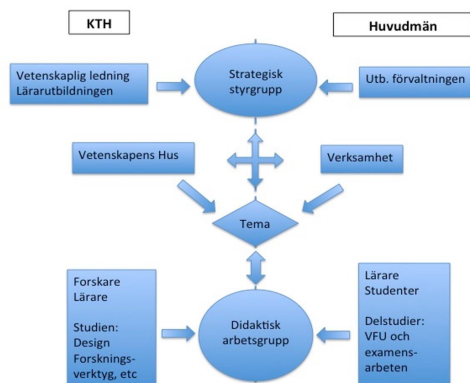 KTH
Huvudmän
Vetenskaplig ledning
Lärarutbildningen
Strategisk
styrgrupp
Utb. förvaltningen
Vetenskapens Hus
Verksamhet
Tema
Forskare
Lärare
Studien:
Design
Forsknings-
verktyg, etc
Didaktisk
arbetsgrupp
Lärare
Studenter
Delstudier:
VFU och
examens-
arbeten